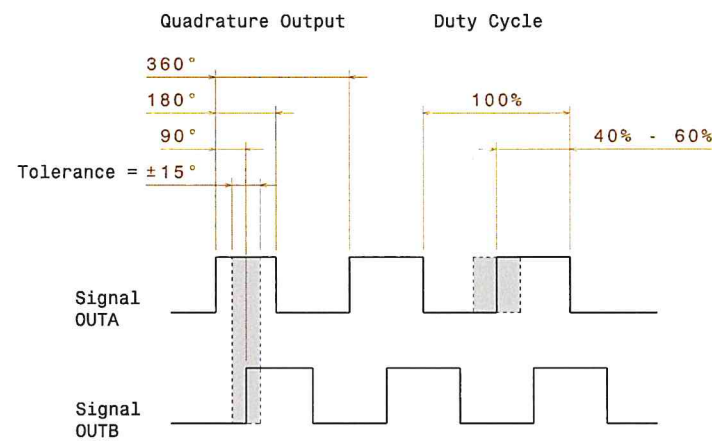 Quadrature Output
Duty Cycle
360°
180°
100%
90°
40% - 60%
Tolerance = ±15°
Signal
OUTA
Signal
OUTB